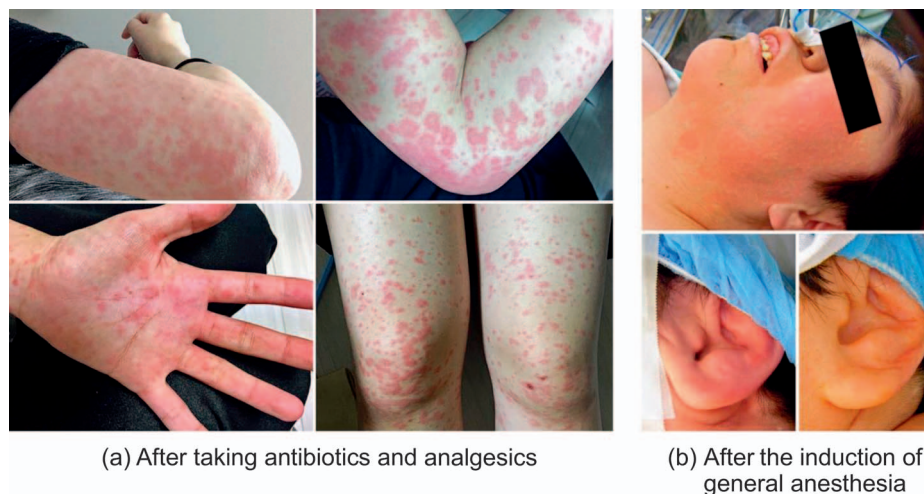 (a) After taking antibiotics and analgesics
(b) After the induction of
general anesthesia